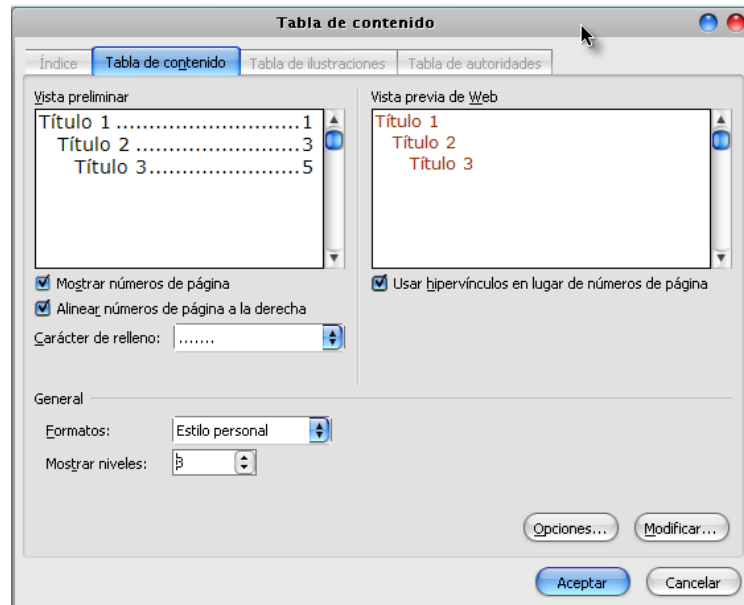 Tabla de contenido
Índice Tabla de contenido Tabla de ilustraciones Tabla de autoridades
Vista preliminar
Título 1 ............................1
Título 2 ........................3
Título 3......................5
Mostrar números de página
Alinear números de página a la derecha
Carácter de relleno: .......
Vista previa de Web
Título 1
Título 2
Título 3
Usar hipervínculos en lugar de números de página
General
Formatos: Estilo personal
Mostrar niveles: 3
Opciones... Modificar...
Aceptar Cancelar